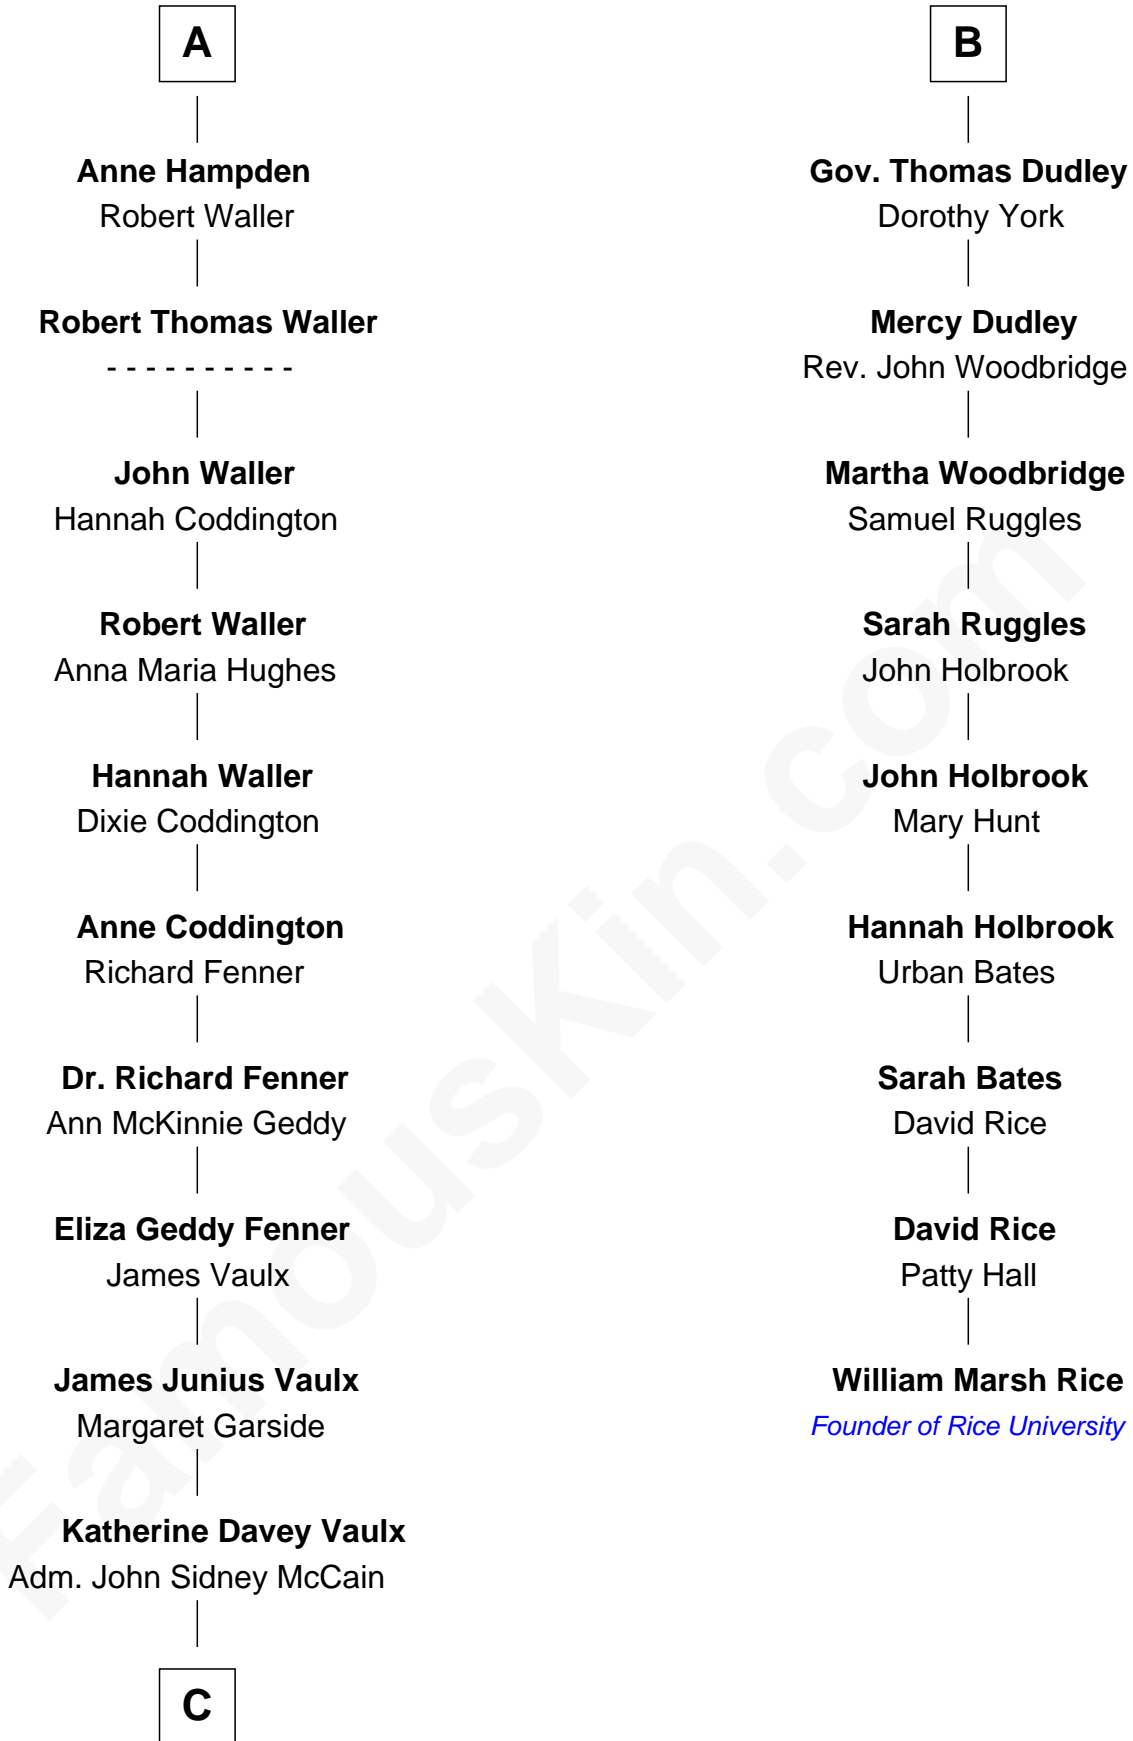 A
Anne Hampden
Robert Waller
Robert Thomas Waller
- - - - - - - - - -
John Waller
Hannah Coddington
Robert Waller
Anna Maria Hughes
Hannah Waller
Dixie Coddington
Anne Coddington
Richard Fenner
Dr. Richard Fenner
Ann McKinnie Geddy
Eliza Geddy Fenner
James Vaulx
James Junius Vaulx
Margaret Garside
Katherine Davey Vaulx
Adm. John Sidney McCain
C
B
Gov. Thomas Dudley
Dorothy York
Mercy Dudley
Rev. John Woodbridge
Martha Woodbridge
Samuel Ruggles
Sarah Ruggles
John Holbrook
John Holbrook
Mary Hunt
Hannah Holbrook
Urban Bates
Sarah Bates
David Rice
David Rice
Patty Hall
William Marsh Rice
Founder of Rice University
FamousKin.com